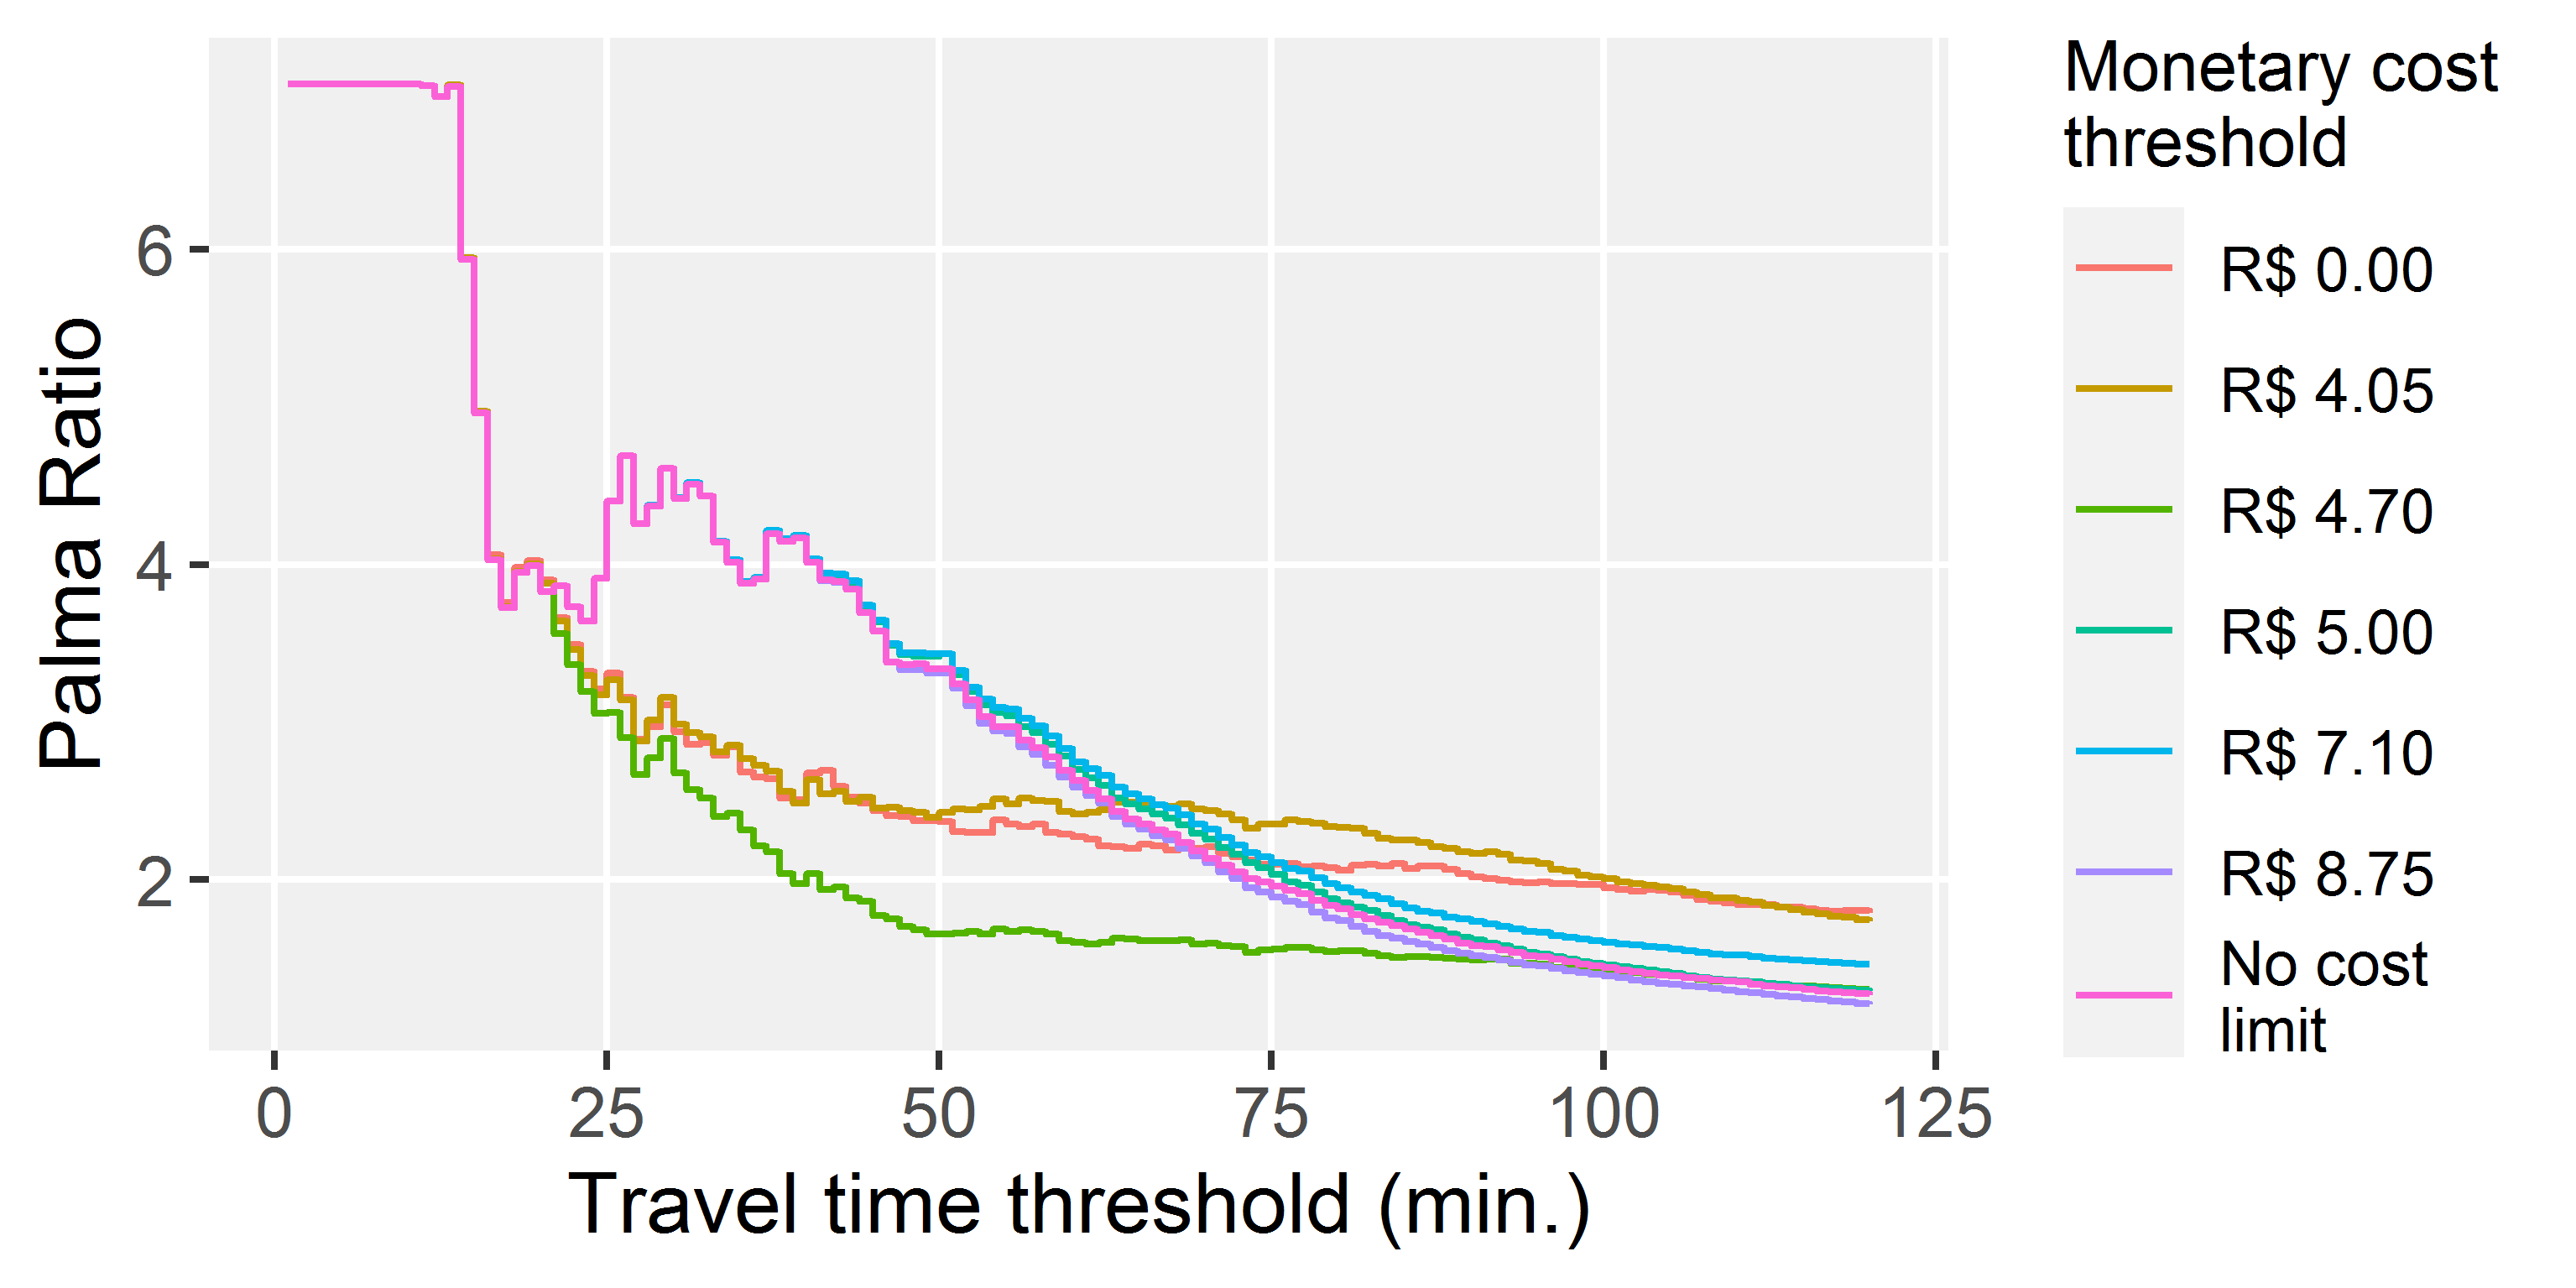 Monetary cost
threshold
R$ 0.00
R$ 4.05
R$ 4.70
R$ 5.00
R$ 7.10
R$ 8.75
No cost
limit
Palma Ratio
6
4
2
0 25 50 75 100 125
Travel time threshold (min.)